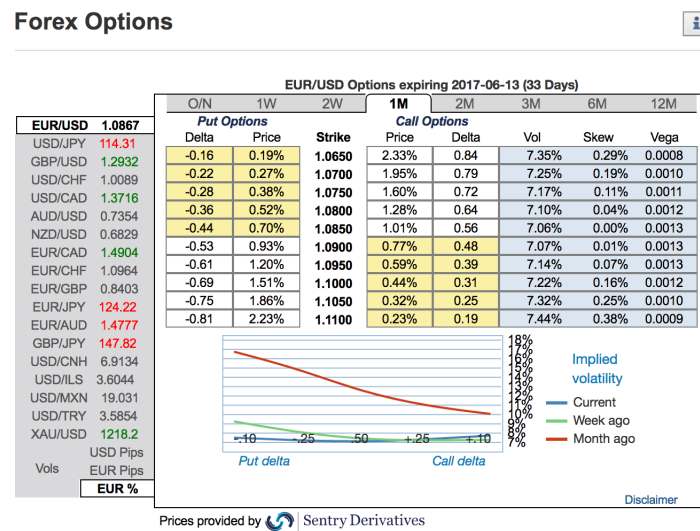 Forex Options
i
EUR/USD Options expiring 2017-06-13 (33 Days)
O/N 1W 2W 1M 2M 3M 6M 12M
Put Options Call Options
Delta Price Strike Price Delta Vol Skew Vega
-0.16 0.19% 1.0650 2.33% 0.84 7.35% 0.29% 0.0008
-0.22 0.27% 1.0700 1.95% 0.79 7.25% 0.19% 0.0010
-0.28 0.38% 1.0750 1.60% 0.72 7.17% 0.11% 0.0011
-0.36 0.52% 1.0800 1.28% 0.64 7.10% 0.04% 0.0012
-0.44 0.70% 1.0850 1.01% 0.56 7.06% 0.00% 0.0013
-0.53 0.93% 1.0900 0.77% 0.48 7.07% 0.01% 0.0013
-0.61 1.20% 1.0950 0.59% 0.39 7.14% 0.07% 0.0013
-0.69 1.51% 1.1000 0.44% 0.31 7.22% 0.16% 0.0012
-0.75 1.86% 1.1050 0.32% 0.25 7.32% 0.25% 0.0010
-0.81 2.23% 1.1100 0.23% 0.19 7.44% 0.38% 0.0009
EUR/USD 1.0867
USD/JPY 114.31
GBP/USD 1.2932
USD/CHF 1.0089
USD/CAD 1.3716
AUD/USD 0.7354
NZD/USD 0.6829
EUR/CAD 1.4904
EUR/CHF 1.0964
EUR/GBP 0.8403
EUR/JPY 124.22
EUR/AUD 1.4777
GBP/JPY 147.82
USD/CNH 6.9134
USD/ILS 3.6044
USD/MXN 19.031
USD/TRY 3.5854
XAU/USD 1218.2
USD Pips
Vols EUR Pips
EUR %
18%
17%
16%
15%
14%
13%
12%
11%
10%
9%
8%
7%
-.10 -.25 .50 +.25 +.10
Put delta Call delta
Implied
volatility
Current
Week ago
Month ago
Disclaimer
Prices provided by Sentry Derivatives